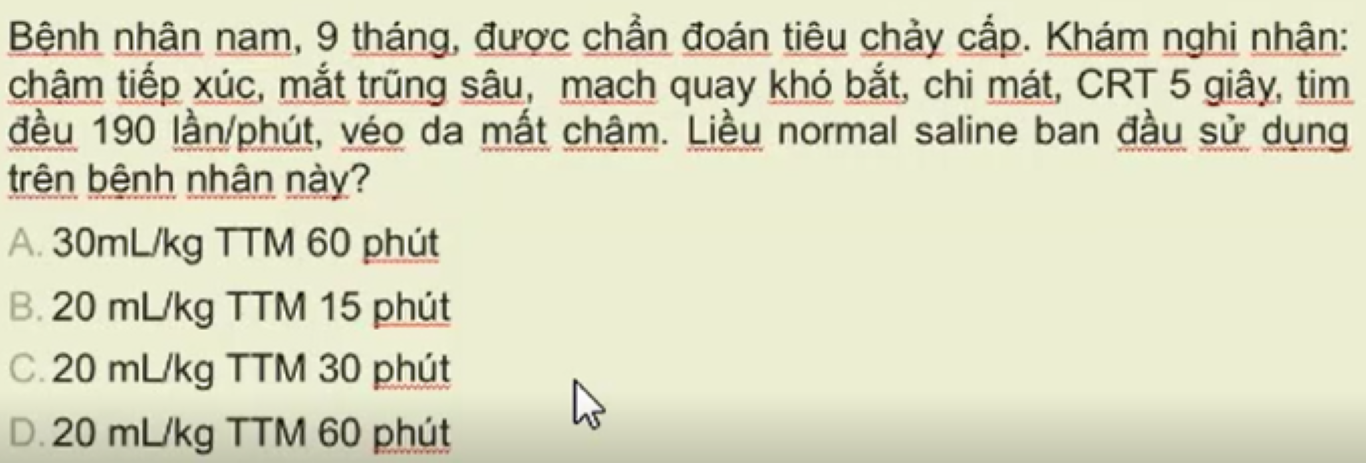 Bệnh nhân nam, 9 tháng, được chẩn đoán tiêu chảy cấp. Khám nghi nhận:
chậm tiếp xúc, mắt trũng sâu, mạch quay khó bắt, chi mát, CRT 5 giây, tim
đều 190 lần/phút, véo da mất chậm. Liều normal saline ban đầu sử dụng
trên bệnh nhân này?
A. 30mL/kg TTM 60 phút
B. 20 mL/kg TTM 15 phút
C. 20 mL/kg TTM 30 phút
D. 20 mL/kg TTM 60 phút